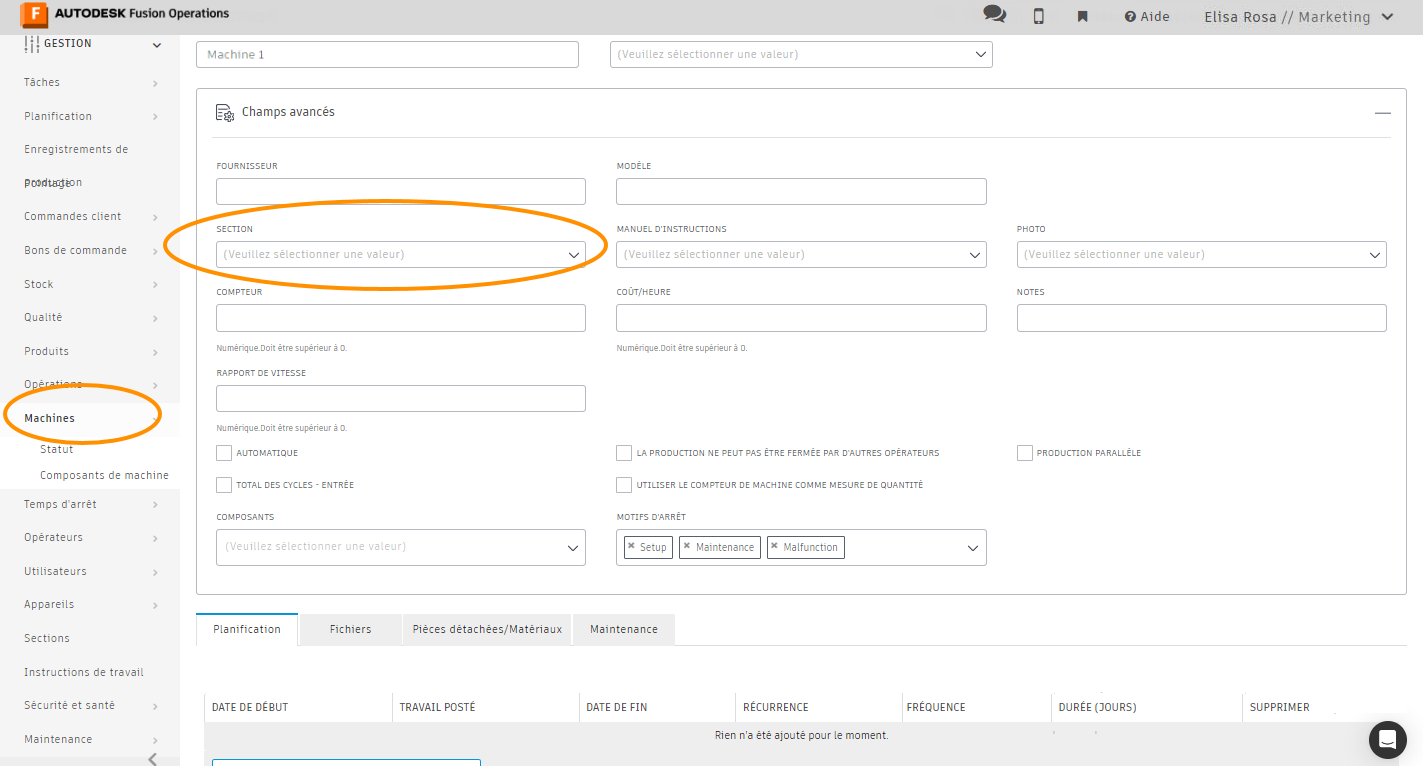 F AUTODESK Fusion Operations
Aide
Elisa Rosa // Marketing
GESTION
Tâches
Planification
Enregistrements de
production
Pointage
Commandes client
Bons de commande
Stock
Qualité
Produits
Opérations
Machines
Statut
Composants de machine
Temps d'arrêt
Opérateurs
Utilisateurs
Appareils
Sections
Instructions de travail
Sécurité et santé
Maintenance
Machine 1
(Veuillez sélectionner une valeur)
Champs avancés
FOURNISSEUR
MODÈLE
SECTION
MANUEL D'INSTRUCTIONS
PHOTO
(Veuillez sélectionner une valeur)
(Veuillez sélectionner une valeur)
(Veuillez sélectionner une valeur)
COMPTEUR
COÛT/HEURE
NOTES
Numérique.Doit être supérieur à 0.
Numérique.Doit être supérieur à 0.
RAPPORT DE VITESSE
Numérique.Doit être supérieur à 0.
AUTOMATIQUE
LA PRODUCTION NE PEUT PAS ÊTRE FERMÉE PAR D'AUTRES OPÉRATEURS
PRODUCTION PARALLÈLE
TOTAL DES CYCLES - ENTRÉE
UTILISER LE COMPTEUR DE MACHINE COMME MESURE DE QUANTITÉ
COMPOSANTS
MOTIFS D'ARRÊT
(Veuillez sélectionner une valeur)
× Setup × Maintenance × Malfunction
Planification Fichiers Pièces détachées/Matériaux Maintenance
DATE DE DÉBUT TRAVAIL POSTÉ DATE DE FIN RÉCURRENCE FRÉQUENCE DURÉE (JOURS) SUPPRIMER
Rien n'a été ajouté pour le moment.